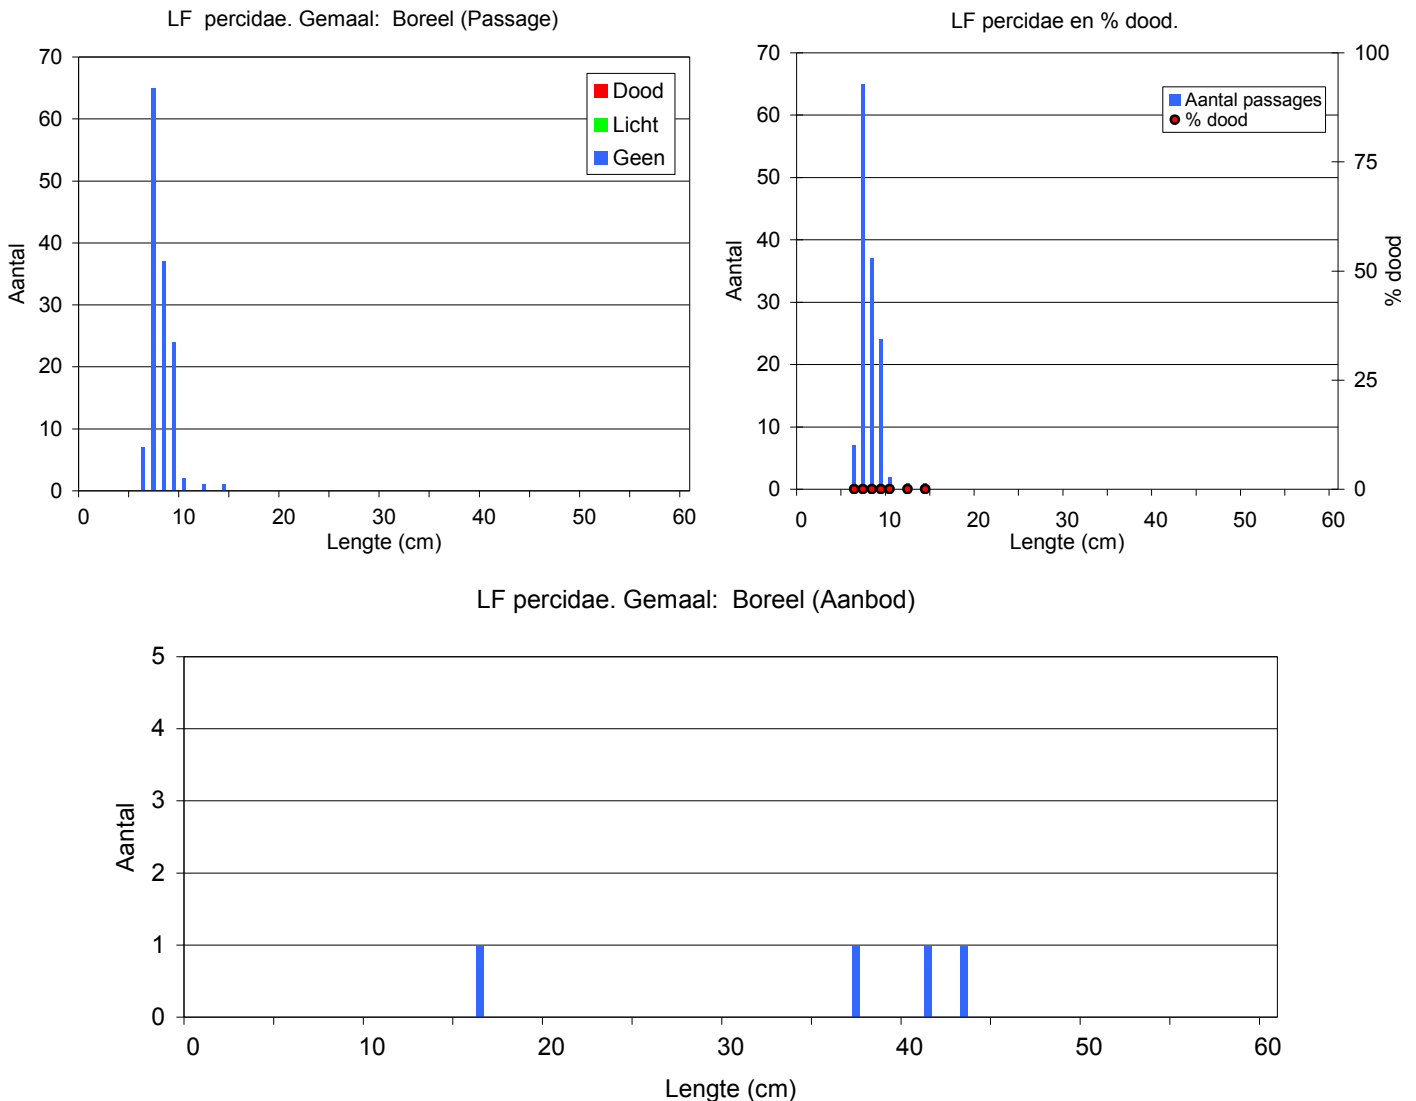 LF percidae. Gemaal: Boreel (Passage)
70
60
50
40
30
20
10
0
Aantal
Dood
Licht
Geen
0 10 20 30 40 50 60
Lengte (cm)
LF percidae en % dood.
70
60
50
40
30
20
10
0
Aantal
Aantal passages
% dood
100
75
50
25
0
% dood
0 10 20 30 40 50 60
Lengte (cm)
LF percidae. Gemaal: Boreel (Aanbod)
5
4
3
2
1
0
Aantal
0 10 20 30 40 50 60
Lengte (cm)